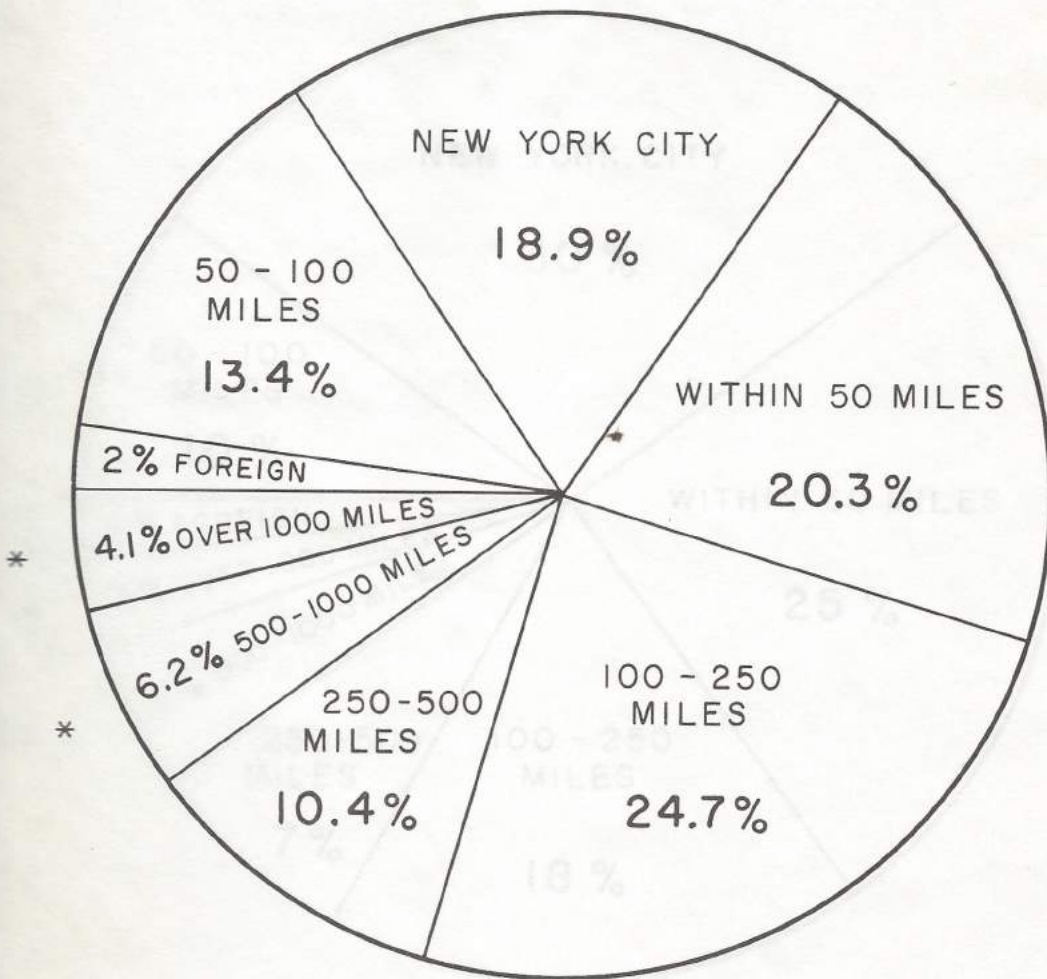 NEW YORK CITY
18.9%
50 - 100
MILES
13.4%
WITHIN 50 MILES
20.3%
2% FOREIGN
4.1% OVER 1000 MILES
*
6.2% 500-1000 MILES
*
250-500
MILES
10.4%
100 - 250
MILES
24.7%